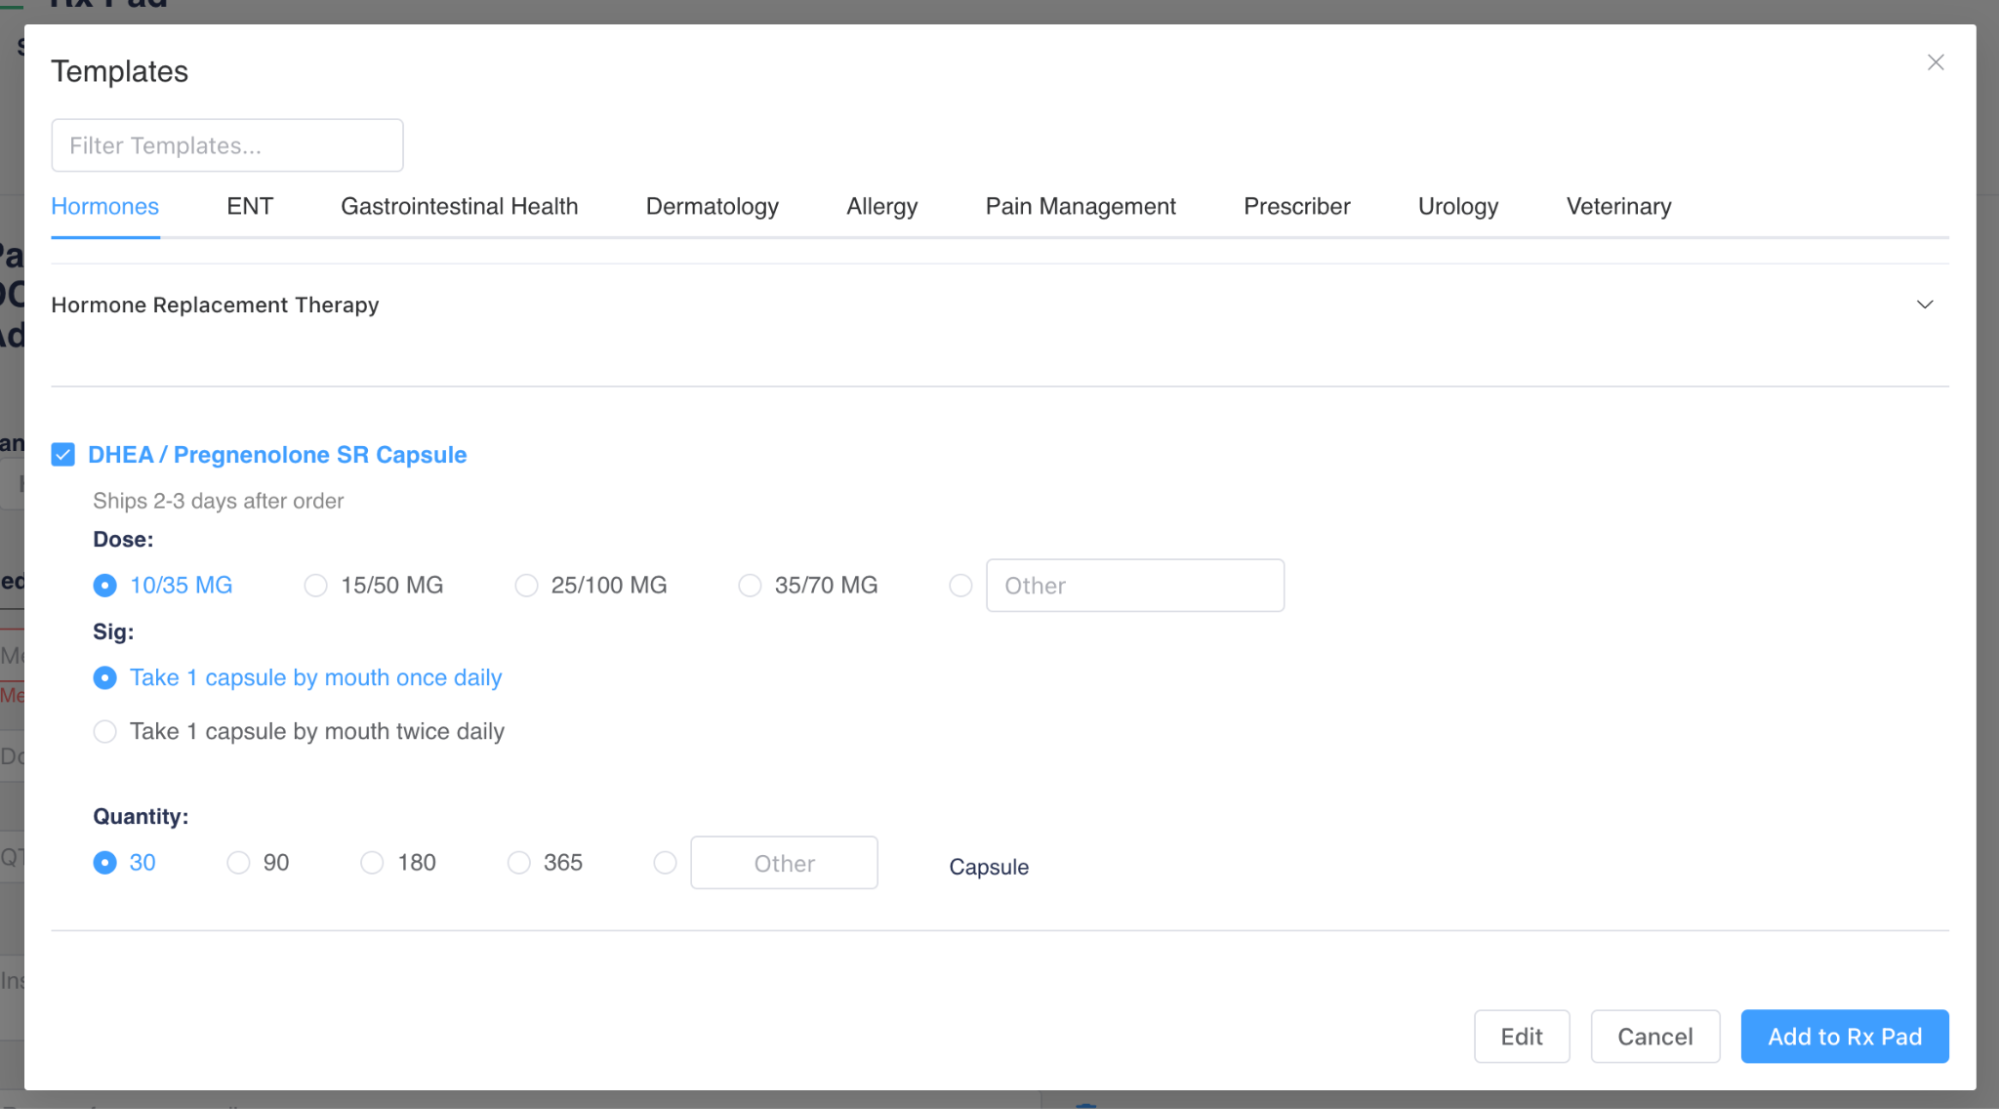 Rx Pad
Templates
Filter Templates...
Hormones ENT Gastrointestinal Health Dermatology Allergy Pain Management Prescriber Urology Veterinary
Hormone Replacement Therapy
DHEA / Pregnenolone SR Capsule
Ships 2-3 days after order
Dose:
10/35 MG 15/50 MG 25/100 MG 35/70 MG Other
Sig:
Take 1 capsule by mouth once daily
Take 1 capsule by mouth twice daily
Quantity:
30 90 180 365 Other Capsule
Edit Cancel Add to Rx Pad